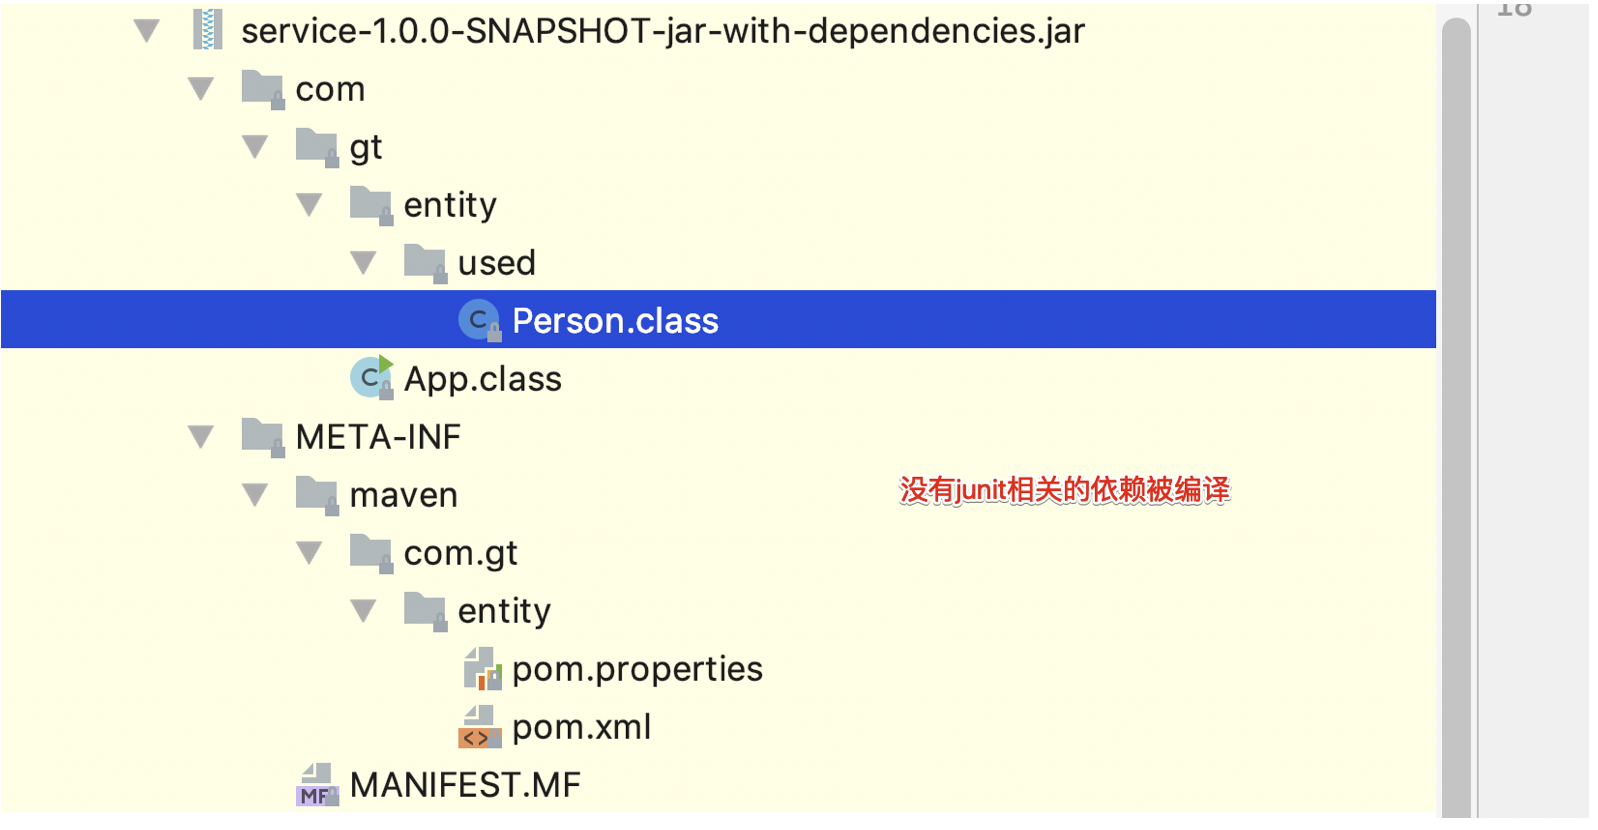 18
service-1.0.0-SNAPSHOT-jar-with-dependencies.jar
com
gt
entity
used
C Person.class
C App.class
META-INF
maven
没有junit相关的依赖被编译
com.gt
entity
pom.properties
<> pom.xml
MF MANIFEST.MF